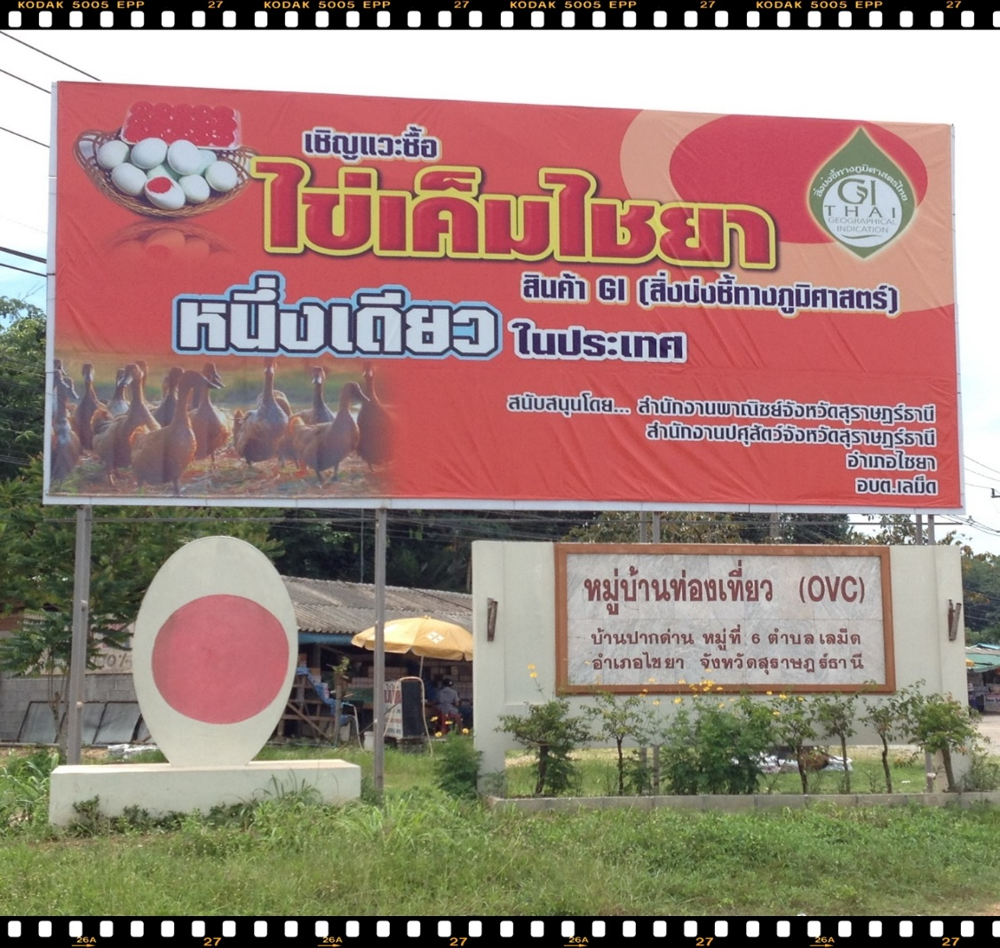 KODAK 5005 EPP 27 KODAK 5005 EPP 27 KODAK 5005 EPP 27 KODAK 5005 EPP 27
เชิญแวะซื้อ
ไข่เค็มไชยา
สิ่งบ่งชี้ทางภูมิศาสตร์ไทย
GI
THAI
GEOGRAPHICAL
INDICATION
สินค้า GI (สิ่งบ่งชี้ทางภูมิศาสตร์)
หนึ่งเดียว ในประเทศ
สนับสนุนโดย... สำนักงานพาณิชย์จังหวัดสุราษฎร์ธานี
สำนักงานปศุสัตว์จังหวัดสุราษฎร์ธานี
อำเภอไชยา
อบต.เลม็ด
หมู่บ้านท่องเที่ยว (OVC)
บ้านปากด่าน หมู่ที่ 6 ตำบลเลม็ด
อำเภอไชยา จังหวัดสุราษฎร์ธานี
26A 27 26A 27 26A 27 26A 27